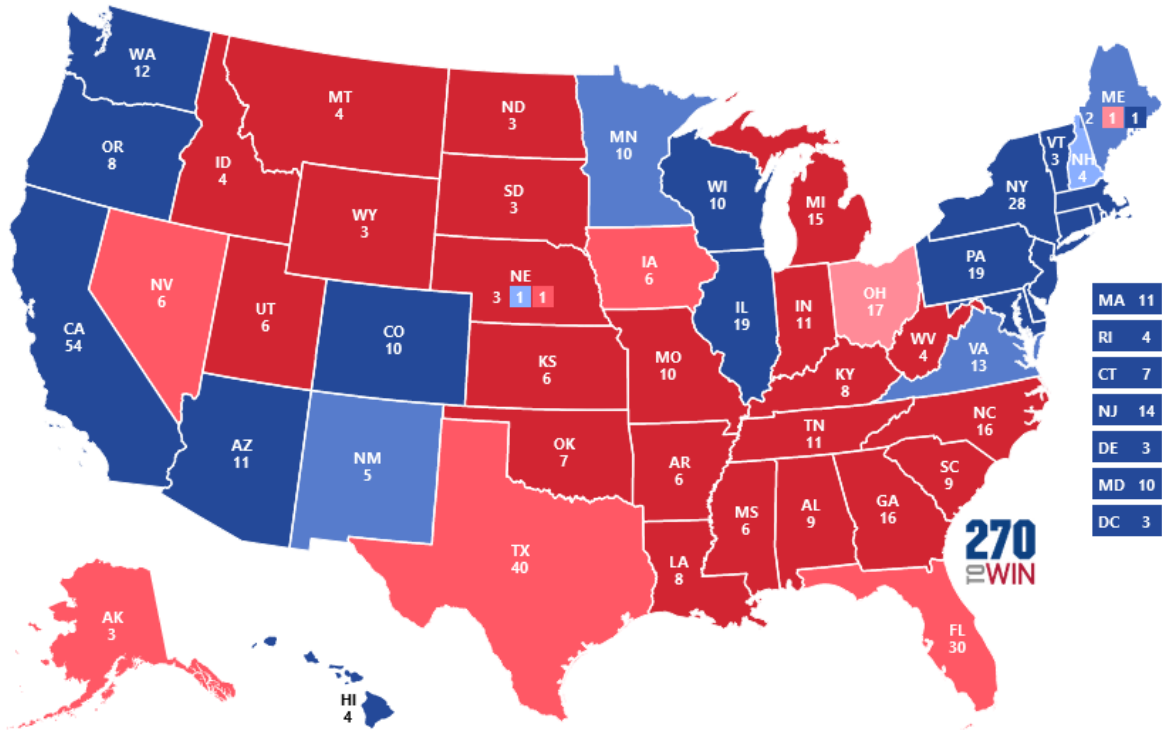 WA
12
OR
8
CA
54
NV
6
ID
4
MT
4
WY
3
UT
6
AZ
11
CO
10
NM
5
ND
3
SD
3
NE
3 1 1
KS
6
OK
7
TX
40
MN
10
IA
6
MO
10
AR
6
LA
8
WI
10
IL
19
MI
15
IN
11
OH
17
KY
8
TN
11
MS
6
AL
9
GA
16
FL
30
SC
9
NC
16
WV
4
VA
13
PA
19
NY
28
VT
3
NH
4
ME
2 1 1
MA 11
RI 4
CT 7
NJ 14
DE 3
MD 10
DC 3
AK
3
HI
4
270
TO WIN